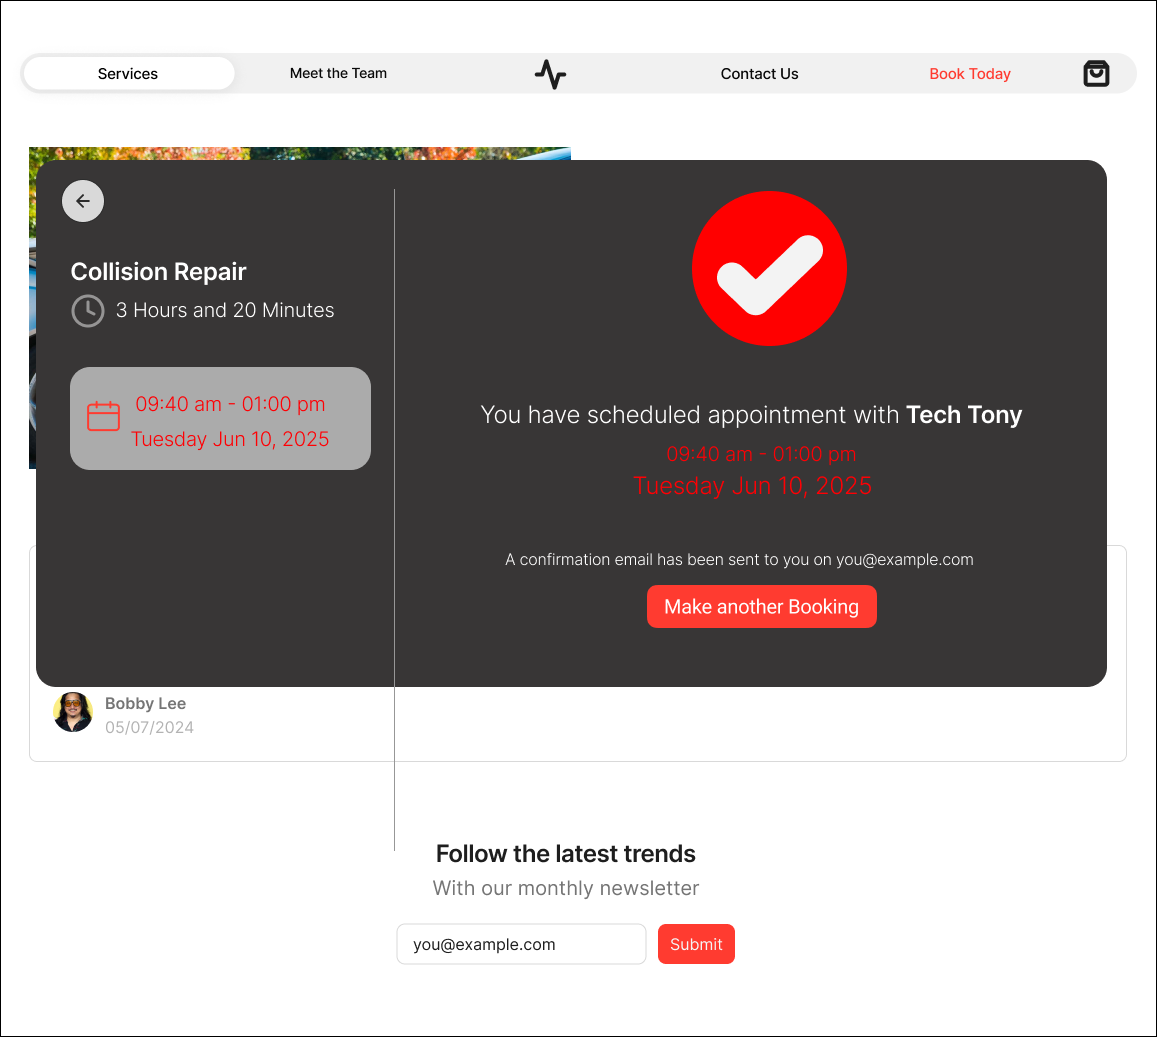 Services
Meet the Team
Contact Us
Book Today
Collision Repair
3 Hours and 20 Minutes
09:40 am - 01:00 pm
Tuesday Jun 10, 2025
You have scheduled appointment with Tech Tony
09:40 am - 01:00 pm
Tuesday Jun 10, 2025
A confirmation email has been sent to you on you@example.com
Make another Booking
Bobby Lee
05/07/2024
Follow the latest trends
With our monthly newsletter
you@example.com
Submit